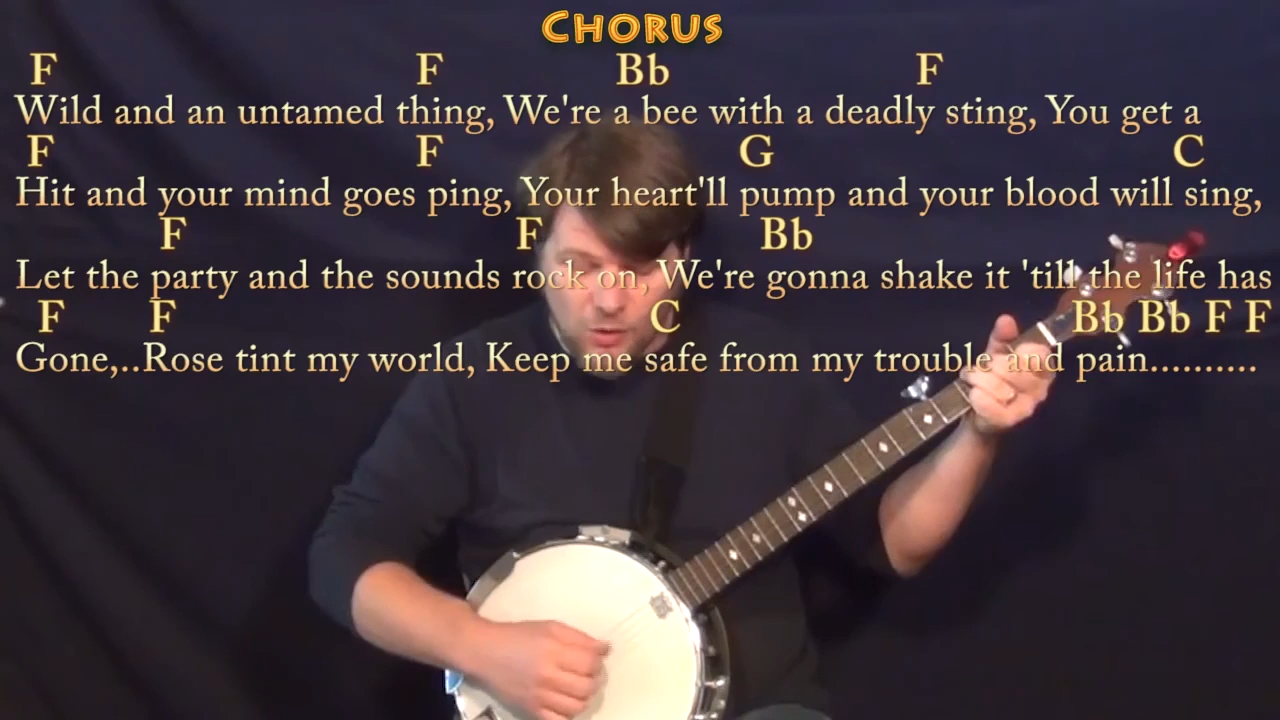 CHORUS
F F Bb F
Wild and an untamed thing, We're a bee with a deadly sting, You get a
F F G C
Hit and your mind goes ping, Your heart'll pump and your blood will sing,
F F Bb
Let the party and the sounds rock on, We're gonna shake it 'till the life has
F F C Bb Bb F F
Gone,..Rose tint my world, Keep me safe from my trouble and pain..........